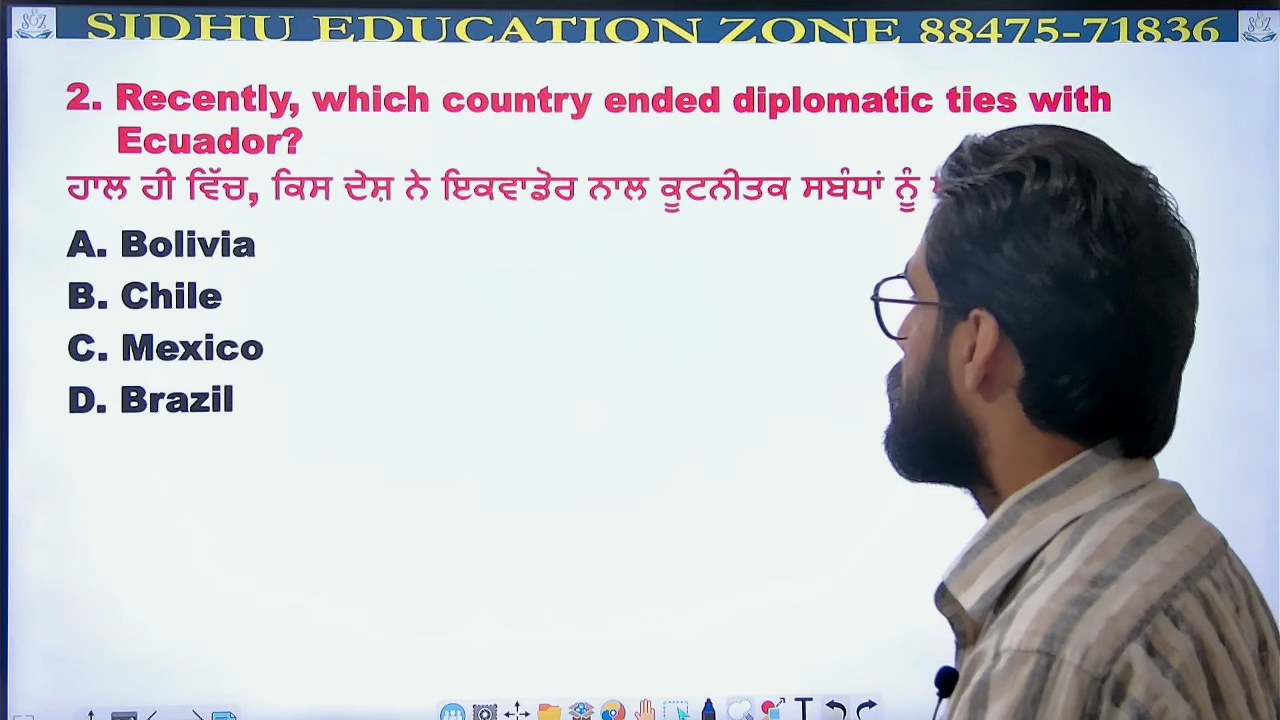 SIDHU EDUCATION ZONE 88475-71836
2. Recently, which country ended diplomatic ties with
Ecuador?
ਹਾਲ ਹੀ ਵਿੱਚ, ਕਿਸ ਦੇਸ਼ ਨੇ ਇਕਵਾਡੋਰ ਨਾਲ ਕੂਟਨੀਤਕ ਸਬੰਧਾਂ ਨੂੰ
A. Bolivia
B. Chile
C. Mexico
D. Brazil